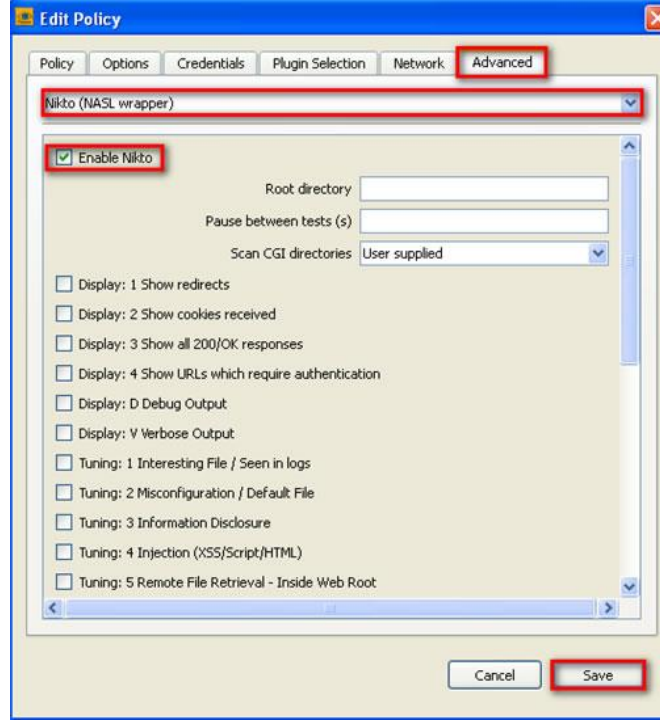 Edit Policy
Policy Options Credentials Plugin Selection Network Advanced
Nikto (NASL wrapper)
Enable Nikto
Root directory
Pause between tests (s)
Scan CGI directories User supplied
Display: 1 Show redirects
Display: 2 Show cookies received
Display: 3 Show all 200/OK responses
Display: 4 Show URLs which require authentication
Display: D Debug Output
Display: V Verbose Output
Tuning: 1 Interesting File / Seen in logs
Tuning: 2 Misconfiguration / Default File
Tuning: 3 Information Disclosure
Tuning: 4 Injection (XSS/Script/HTML)
Tuning: 5 Remote File Retrieval - Inside Web Root
Cancel Save